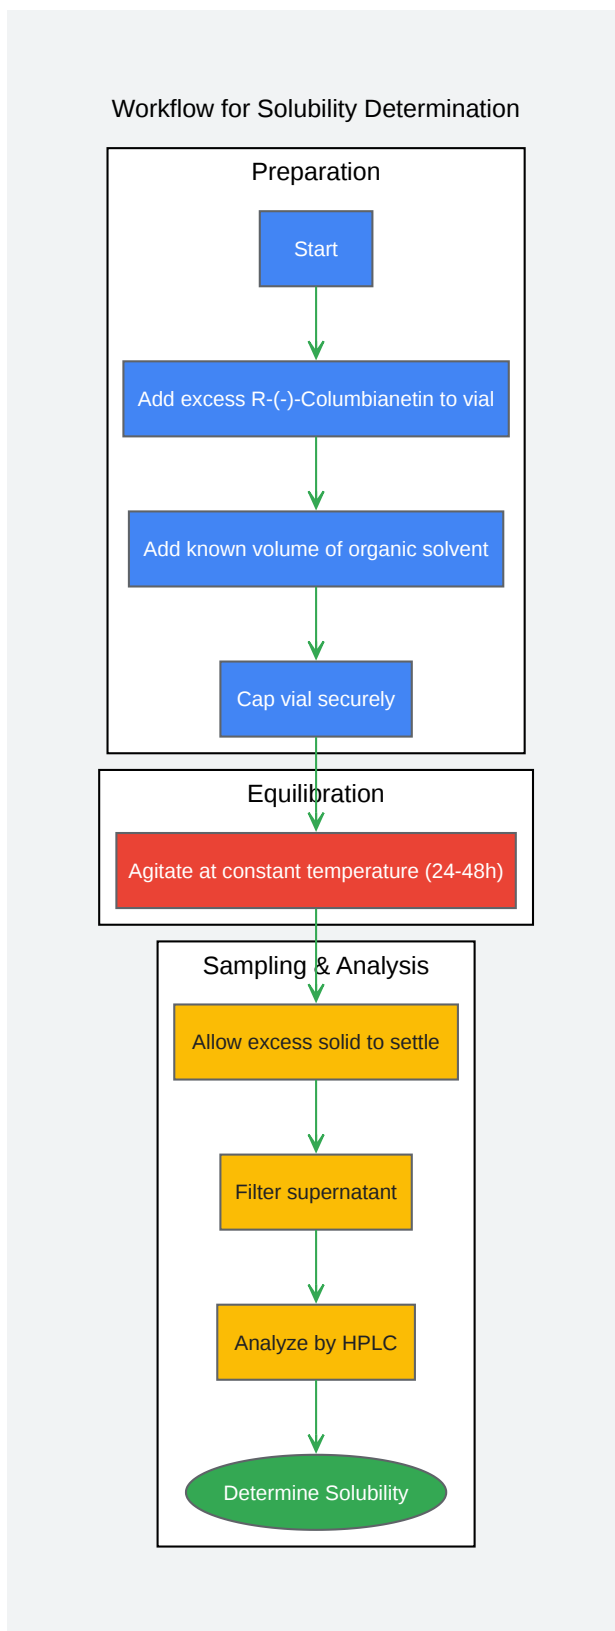 Workflow for Solubility Determination
Preparation
Start
Add excess R-(-)-Columbianetin to vial
Add known volume of organic solvent
Cap vial securely
Equilibration
Agitate at constant temperature (24-48h)
Sampling & Analysis
Allow excess solid to settle
Filter supernatant
Analyze by HPLC
Determine Solubility